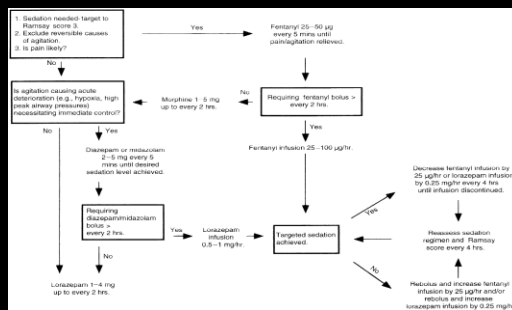 1. Sedation needed-target to
Ramsay score 3.
2. Exclude reversible causes
of agitation.
3. Is pain likely?
Yes
Fentanyl 25–50 µg
every 5 mins until
pain/agitation relieved.
No
Is agitation causing acute
deterioration (e.g., hypoxia, high
peak airway pressures)
necessitating immediate control?
Morphine 1–5 mg
up to every 2 hrs.
No
Requiring fentanyl bolus >
every 2 hrs.
No
Yes
Yes
Diazepam or midazolam
2–5 mg every 5
mins until desired
sedation level achieved.
Fentanyl infusion 25–100 µg/hr.
Decrease fentanyl infusion by
25 µg/hr or lorazepam infusion
by 0.25 mg/hr every 4 hrs
until infusion discontinued.
Yes
Requiring
diazepam/midazolam
bolus >
every 2 hrs.
Yes
Lorazepam
infusion
0.5–1 mg/hr.
Targeted sedation
achieved.
Reassess sedation
regimen and Ramsay
score every 4 hrs.
No
No
Lorazepam 1–4 mg
up to every 2 hrs.
Rebolus and increase fentanyl
infusion by 25 µg/hr and/or
rebolus and increase
lorazepam infusion by 0.25 mg/h